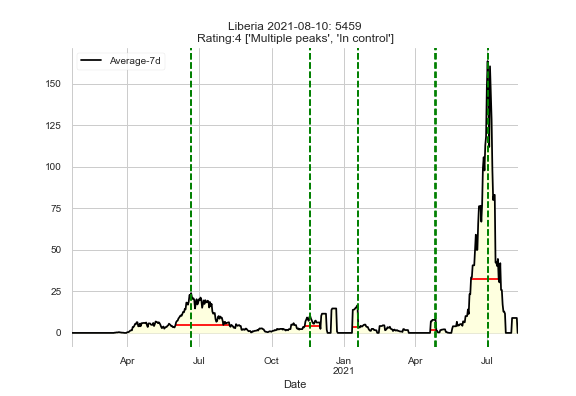 Liberia 2021-08-10: 5459
Rating:4 ['Multiple peaks', 'In control']
Average-7d
150
125
100
75
50
25
0
Apr Jul Oct Jan Apr Jul
2021
Date